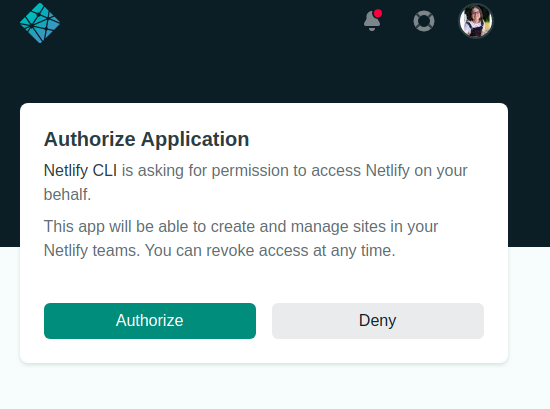 Authorize Application
Netlify CLI is asking for permission to access Netlify on your
behalf.
This app will be able to create and manage sites in your
Netlify teams. You can revoke access at any time.
Authorize
Deny